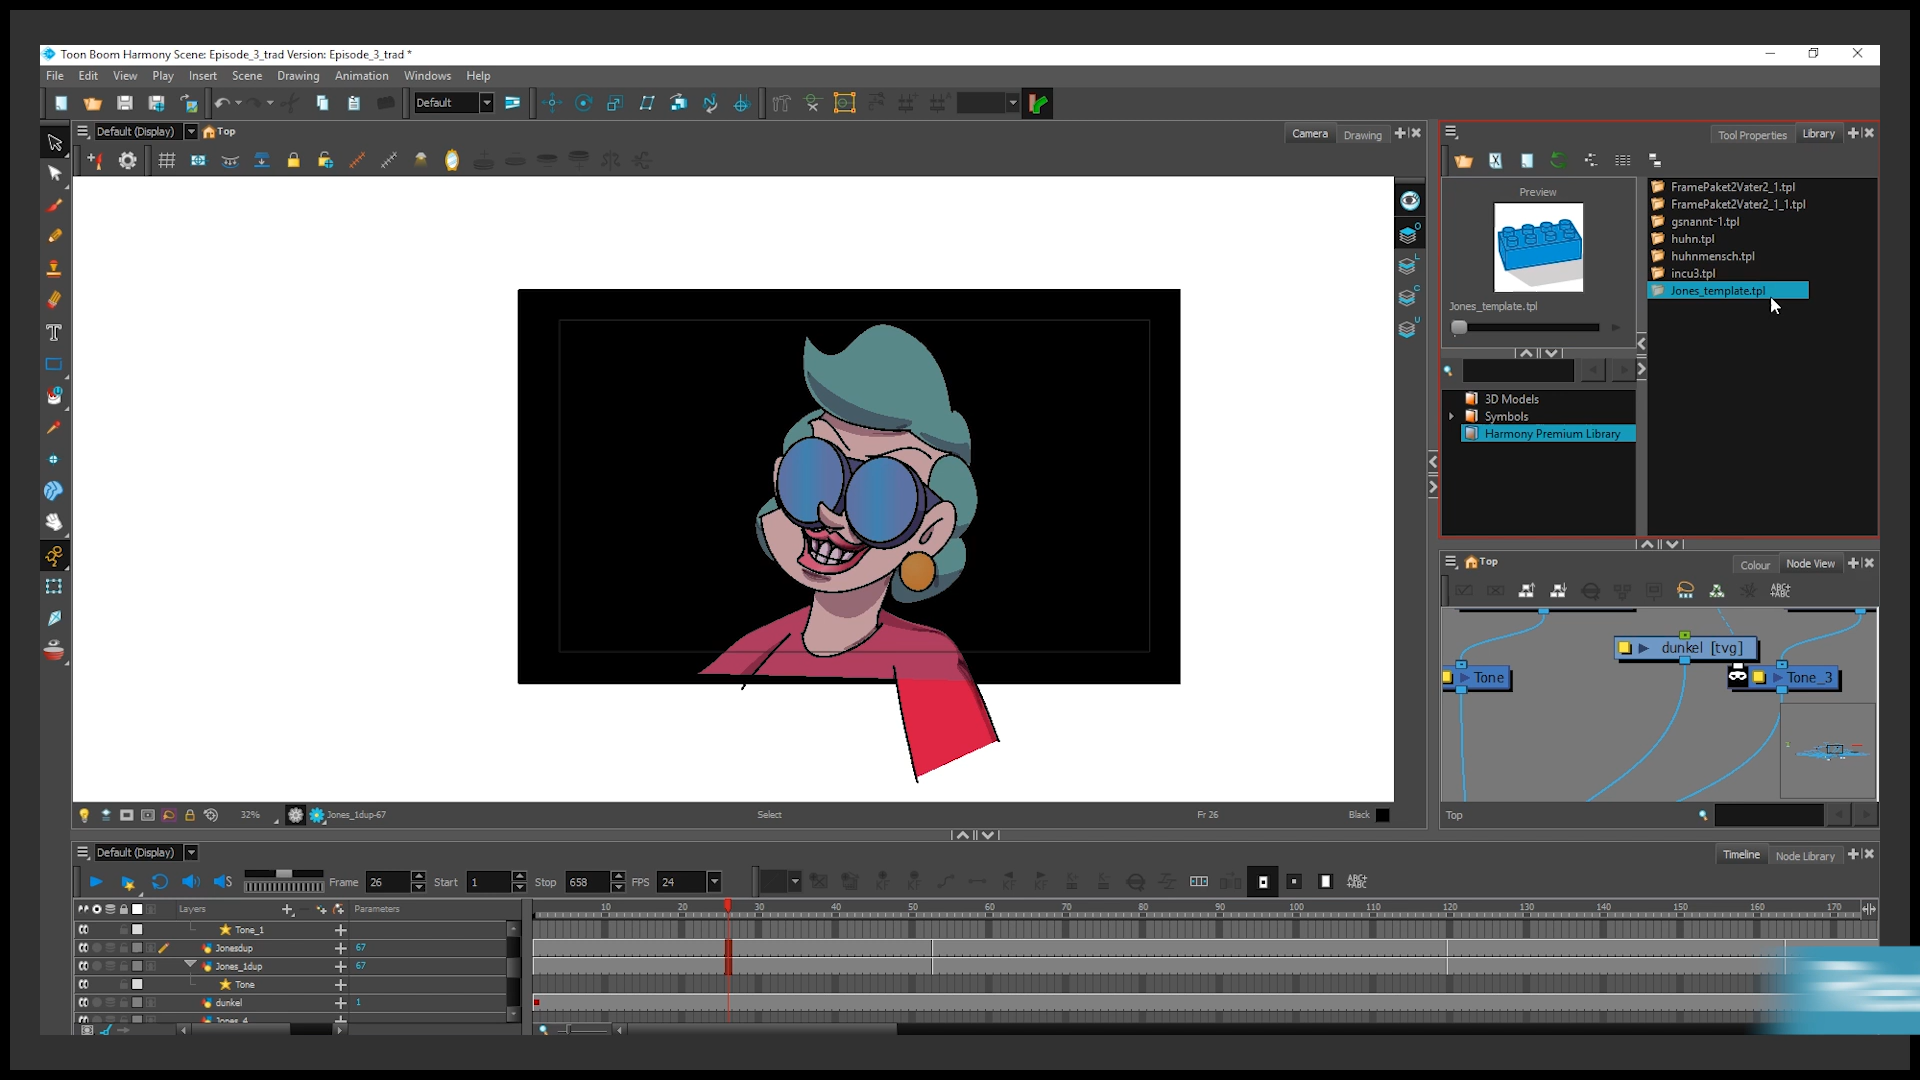 Toon Boom Harmony Scene: Episode_3_trad Version: Episode_3_trad *
File Edit View Play Insert Scene Drawing Animation Windows Help
Default
Default (Display) Top Camera Drawing
Tool Properties Library
Preview
Jones_template.tpl
FramePaket2Vater2_1.tpl
FramePaket2Vater2_1_1.tpl
gsnannt-1.tpl
huhn.tpl
huhnmensch.tpl
incu3.tpl
Jones_template.tpl
3D Models
Symbols
Harmony Premium Library
O
L
C
U
Top Colour Node View
ABC+
+ABC
dunkel [tvg]
Tone
Tone_3
Top
32% Jones_1dup-67 Select Fr 26 Black
Default (Display) Timeline Node Library
Frame 26 Start 1 Stop 658 FPS 24
ABC+
+ABC
Layers Parameters
10 20 30 40 50 60 70 80 90 100 110 120 130 140 150 160 170
Tone_1
Jonesdup 67
Jones_1dup 67
Tone
dunkel 1
Jones_4